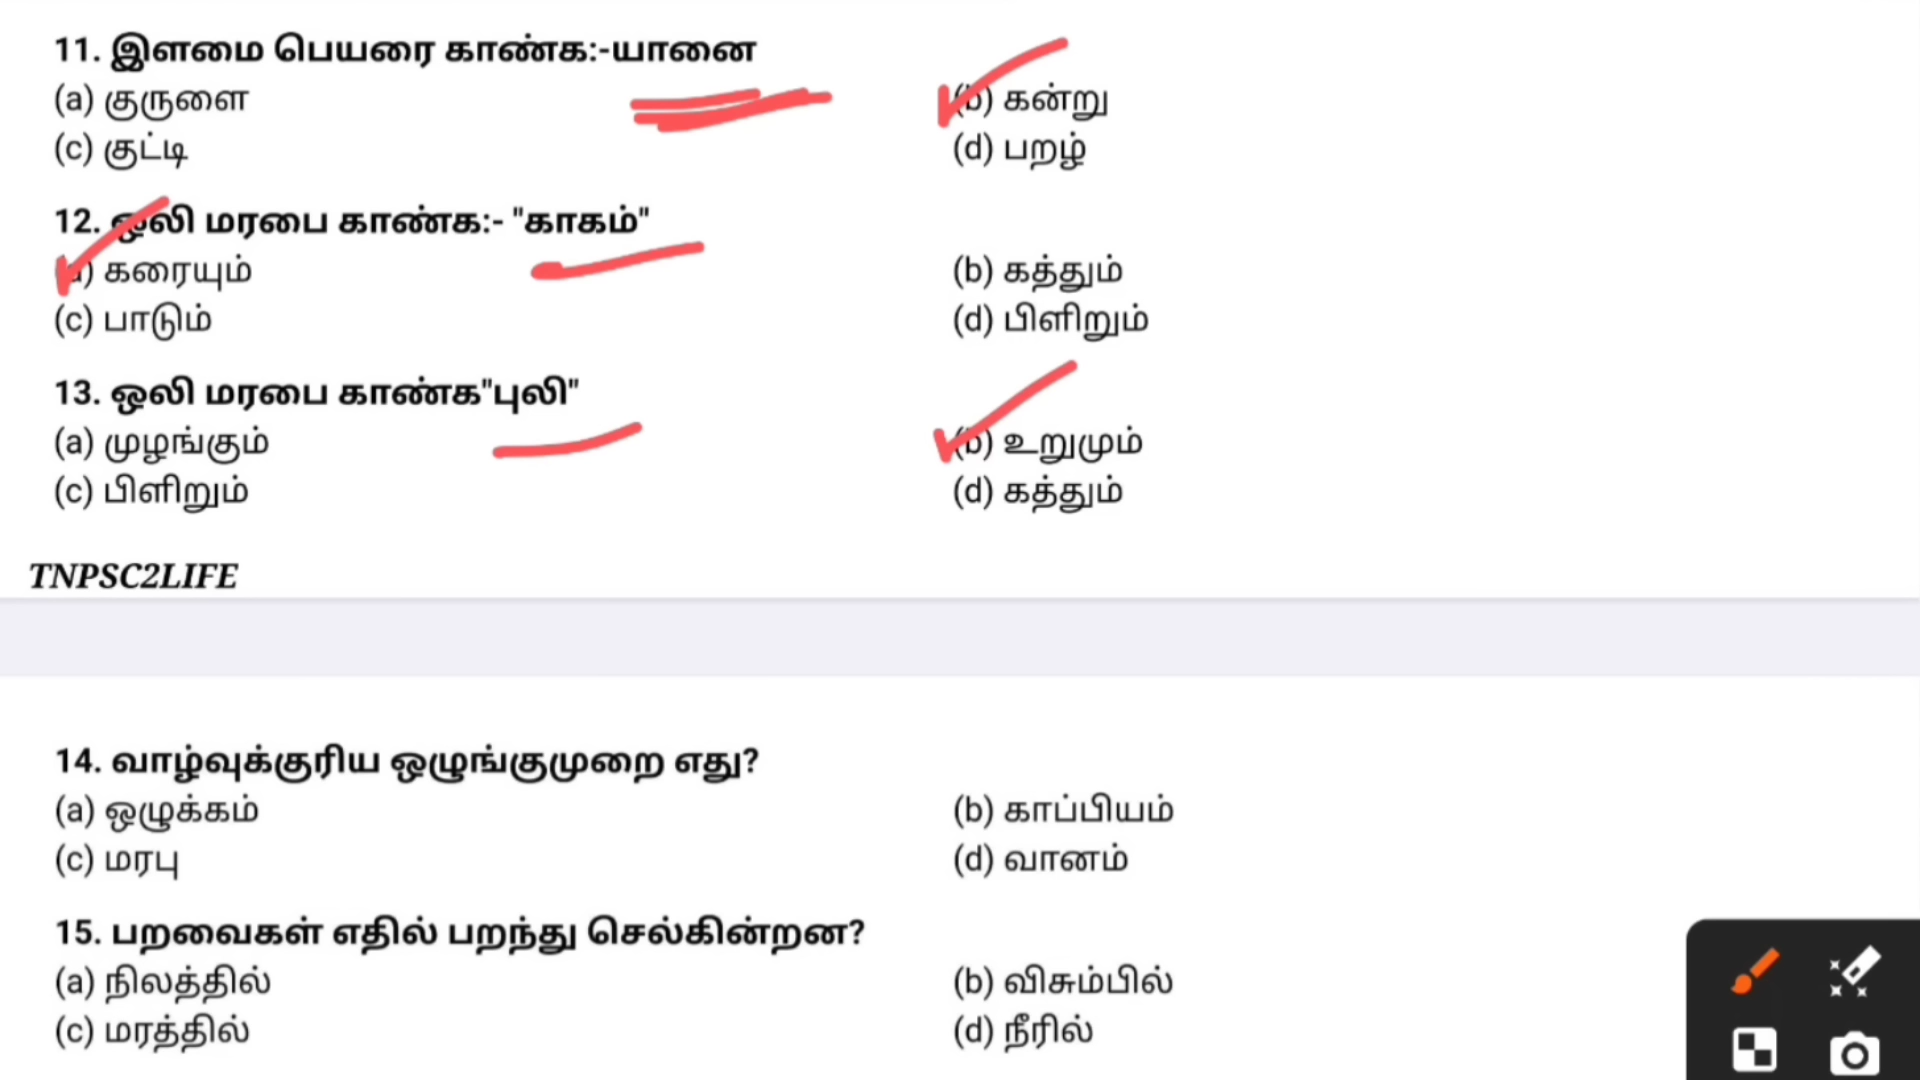 11. இளமை பெயரை காண்க:-யானை
(a) குருளை (b) கன்று
(c) குட்டி (d) பறழ்
12. ஒலி மரபை காண்க:- "காகம்"
(a) கரையும் (b) கத்தும்
(c) பாடும் (d) பிளிறும்
13. ஒலி மரபை காண்க"புலி"
(a) முழங்கும் (b) உறுமும்
(c) பிளிறும் (d) கத்தும்
TNPSC2LIFE
14. வாழ்வுக்குரிய ஒழுங்குமுறை எது?
(a) ஒழுக்கம் (b) காப்பியம்
(c) மரபு (d) வானம்
15. பறவைகள் எதில் பறந்து செல்கின்றன?
(a) நிலத்தில் (b) விசும்பில்
(c) மரத்தில் (d) நீரில்